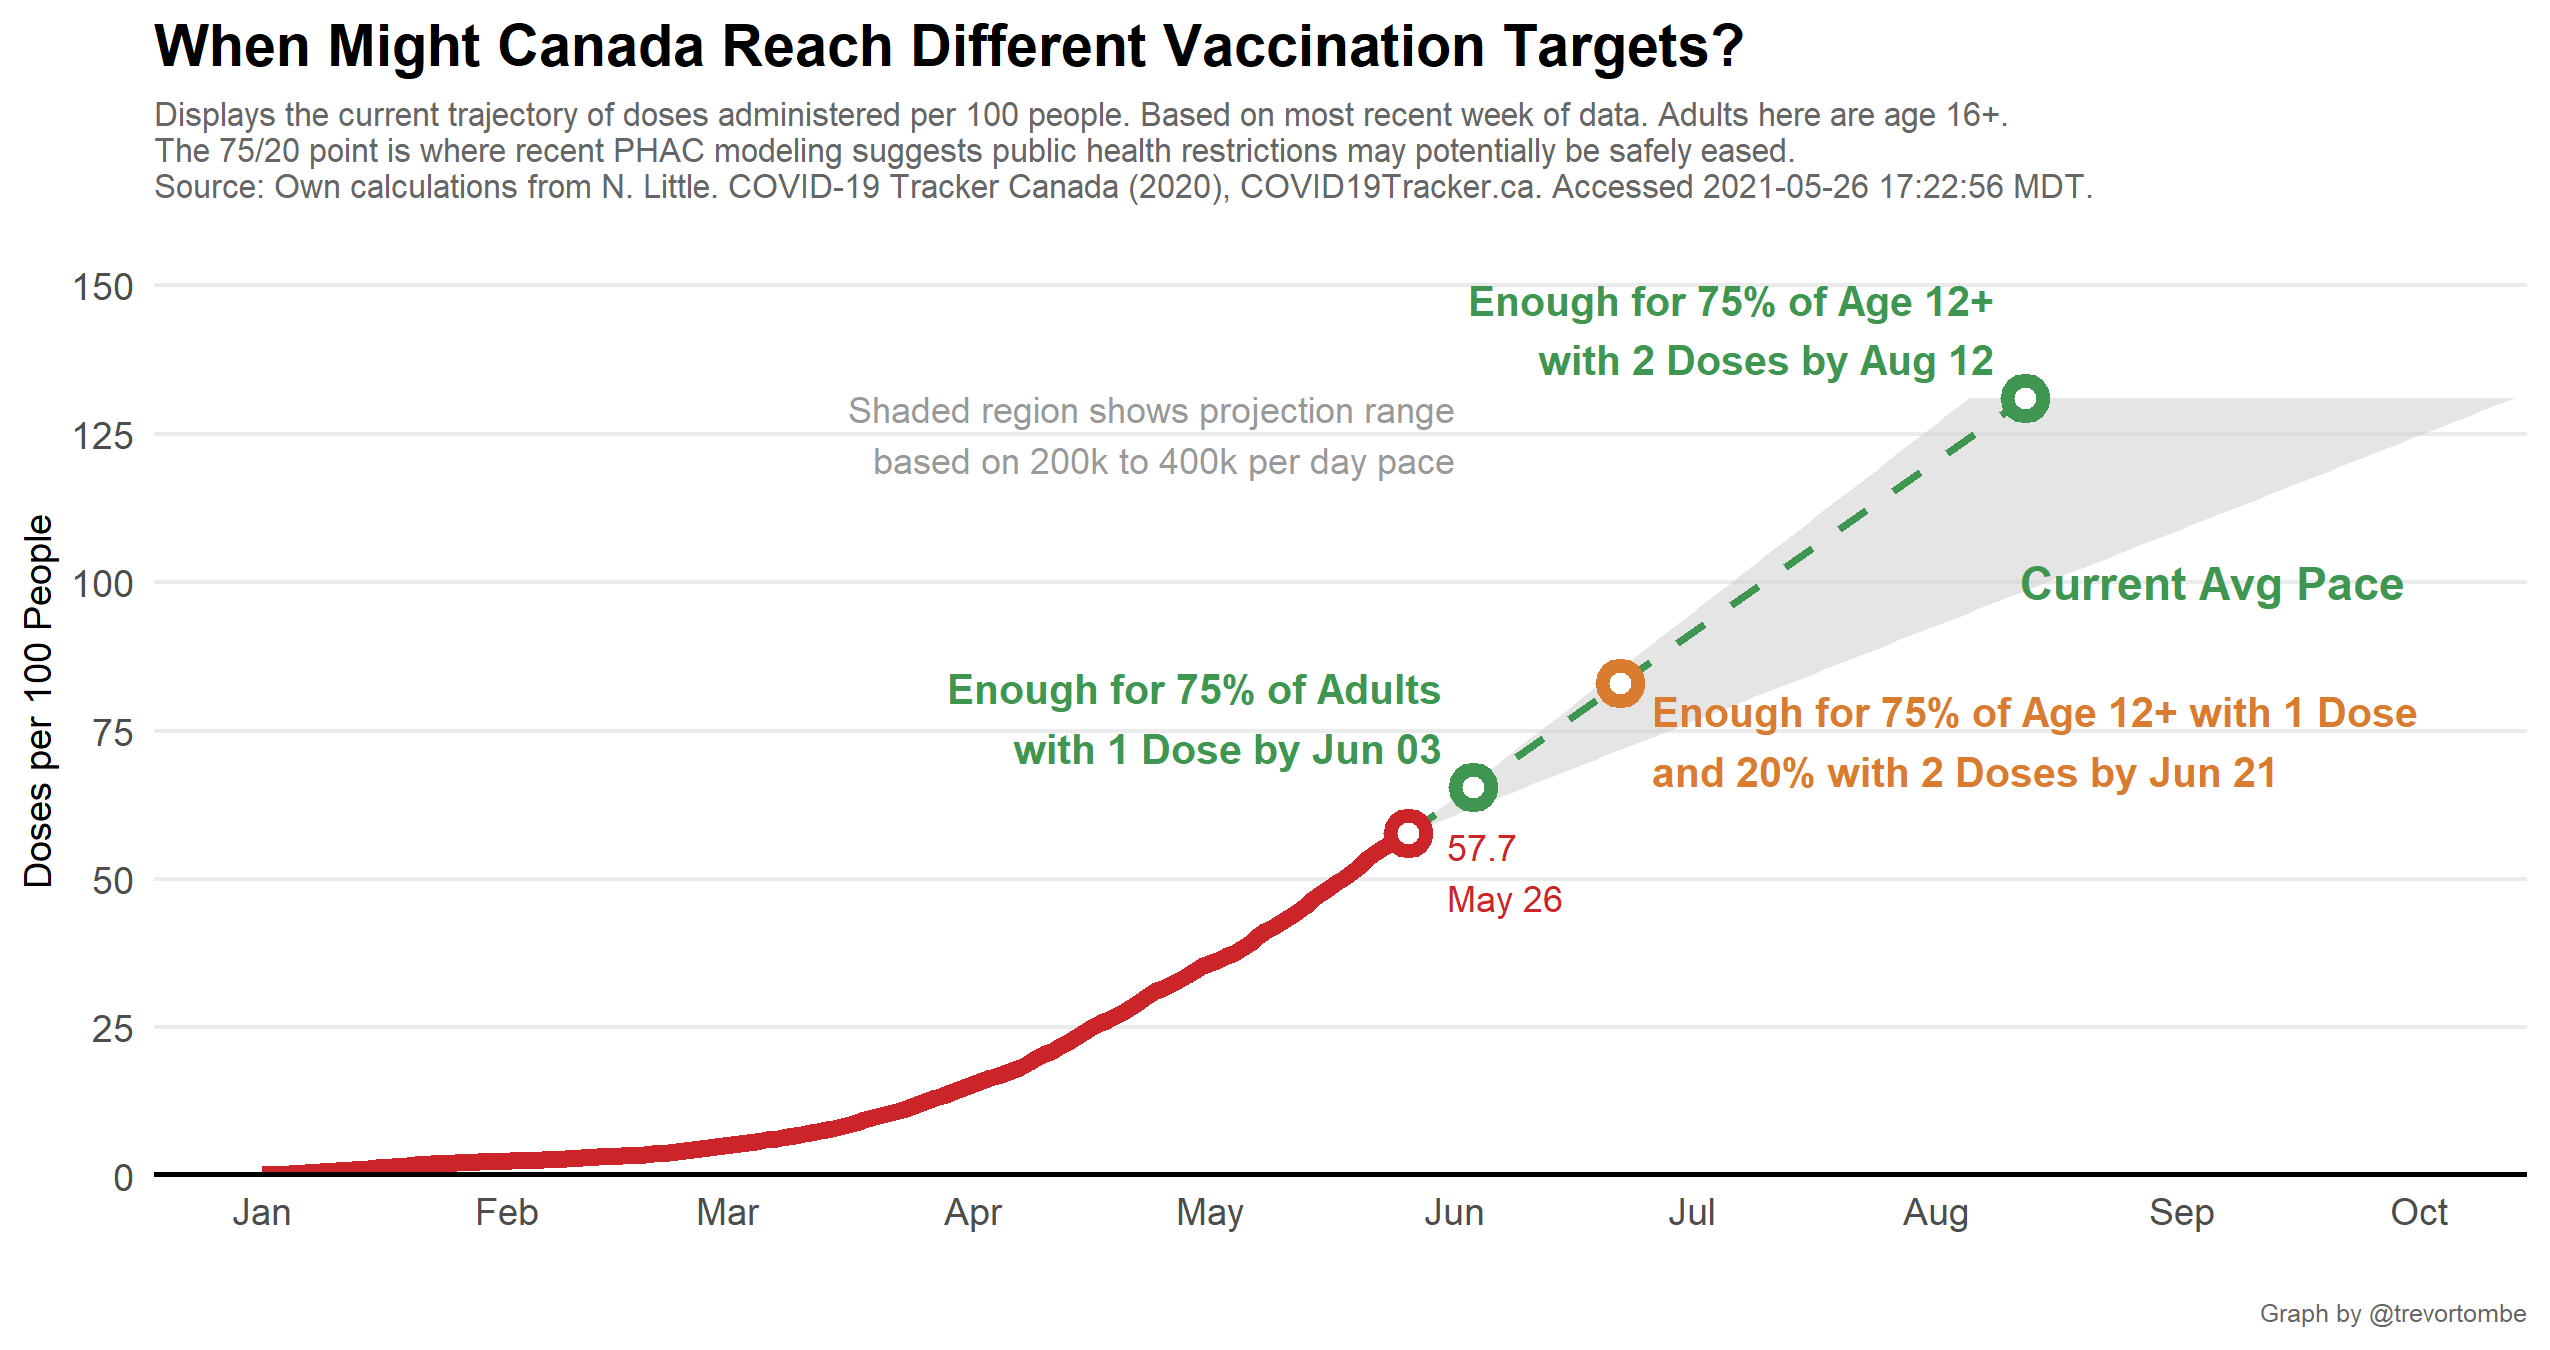 When Might Canada Reach Different Vaccination Targets?
Displays the current trajectory of doses administered per 100 people. Based on most recent week of data. Adults here are age 16+.
The 75/20 point is where recent PHAC modeling suggests public health restrictions may potentially be safely eased.
Source: Own calculations from N. Little. COVID-19 Tracker Canada (2020), COVID19Tracker.ca. Accessed 2021-05-26 17:22:56 MDT.
Doses per 100 People
150
125
100
75
50
25
0
Enough for 75% of Age 12+
with 2 Doses by Aug 12
Shaded region shows projection range
based on 200k to 400k per day pace
Current Avg Pace
Enough for 75% of Adults
with 1 Dose by Jun 03
Enough for 75% of Age 12+ with 1 Dose
and 20% with 2 Doses by Jun 21
57.7
May 26
Jan Feb Mar Apr May Jun Jul Aug Sep Oct
Graph by @trevortombe